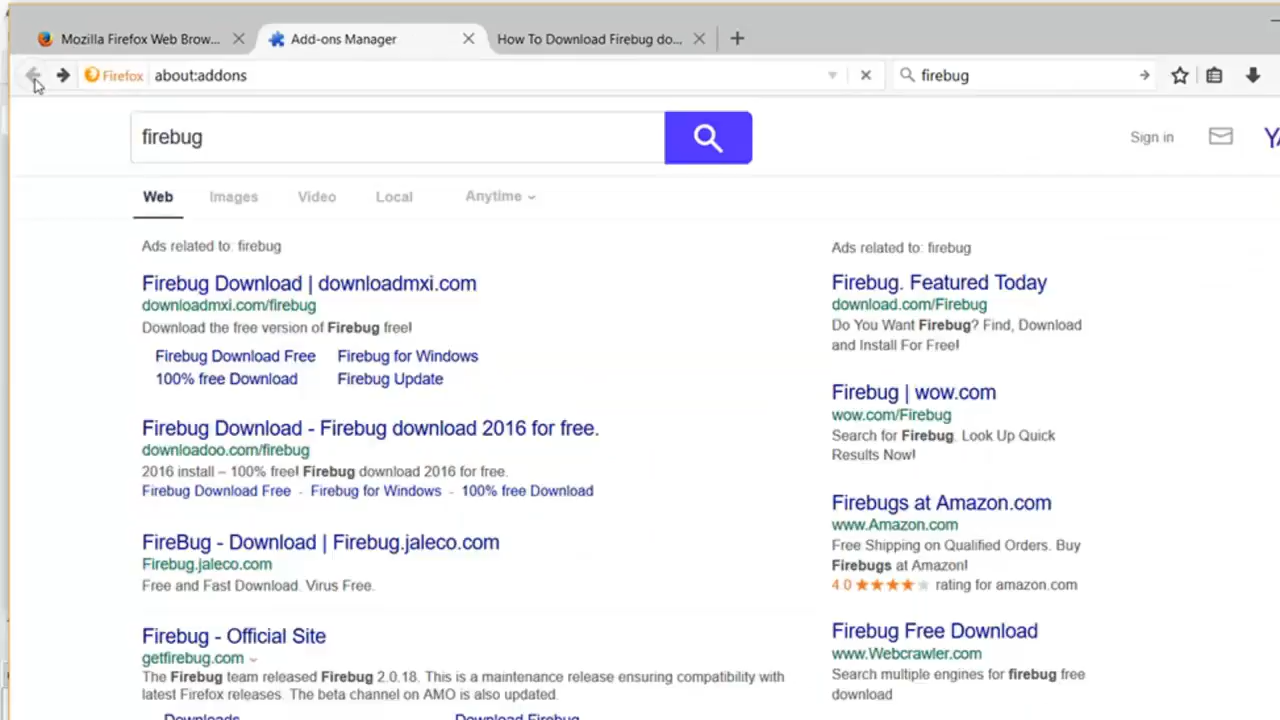 Mozilla Firefox Web Brow...
Add-ons Manager
How To Download Firebug do...
Firefox
about:addons
firebug
firebug
Sign in
Web
Images
Video
Local
Anytime
Ads related to: firebug
Firebug Download | downloadmxi.com
downloadmxi.com/firebug
Download the free version of Firebug free!
Firebug Download Free
Firebug for Windows
100% free Download
Firebug Update
Firebug Download - Firebug download 2016 for free.
downloadoo.com/firebug
2016 install – 100% free! Firebug download 2016 for free.
Firebug Download Free - Firebug for Windows - 100% free Download
FireBug - Download | Firebug.jaleco.com
Firebug.jaleco.com
Free and Fast Download. Virus Free.
Firebug - Official Site
getfirebug.com
The Firebug team released Firebug 2.0.18. This is a maintenance release ensuring compatibility with
latest Firefox releases. The beta channel on AMO is also updated.
Downloads
Download Firebug
Ads related to: firebug
Firebug. Featured Today
download.com/Firebug
Do You Want Firebug? Find, Download
and Install For Free!
Firebug | wow.com
wow.com/Firebug
Search for Firebug. Look Up Quick
Results Now!
Firebugs at Amazon.com
www.Amazon.com
Free Shipping on Qualified Orders. Buy
Firebugs at Amazon!
4.0 ★★★★★ rating for amazon.com
Firebug Free Download
www.Webcrawler.com
Search multiple engines for firebug free
download